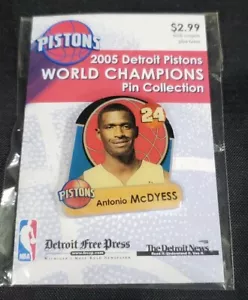 PISTONS
$2.99
2005 Detroit Pistons
WORLD CHAMPIONS
Pin Collection
24
PISTONS
Antonio McDYESS
NBA
Detroit Free Press
The Detroit News